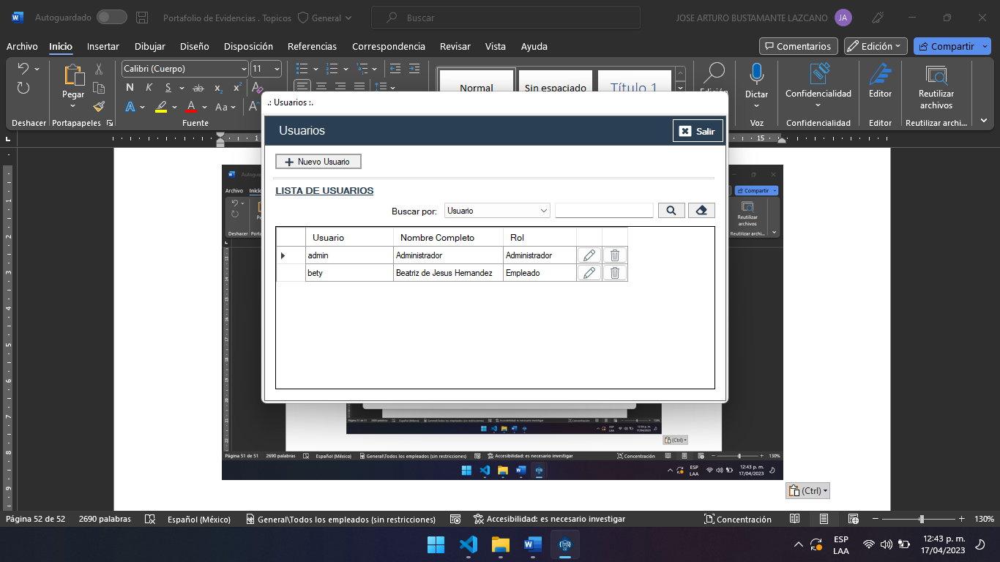 Autoguardado
Portafolio de Evidencias . Topicos
General
Buscar
JOSE ARTURO BUSTAMANTE LAZCANO
JA
Archivo Inicio Insertar Dibujar Diseño Disposición Referencias Correspondencia Revisar Vista Ayuda
Comentarios Edición Compartir
Calibri (Cuerpo) 11
Pegar
N K S ab x₂ x² A
A A Aa A
Normal Sin espaciado Título 1
Edición Dictar Confidencialidad Editor Reutilizar archivos
Deshacer Portapapeles Fuente Voz Confidencialidad Editor Reutilizar archi...
.: Usuarios :.
Usuarios
Salir
Nuevo Usuario
LISTA DE USUARIOS
Buscar por: Usuario
Usuario Nombre Completo Rol
admin Administrador Administrador
bety Beatriz de Jesus Hernandez Empleado
Archivo
Compartir
Reutilizar archivos
Deshacer
Reutilizar archi...
(Ctrl)
Página 51 de 51 2690 palabras Español (México) General\Todos los empleados (sin restricciones) Accesibilidad: es necesario investigar Concentración 130%
ESP LAA 12:43 p. m. 17/04/2023
(Ctrl)
Página 52 de 52 2690 palabras Español (México) General\Todos los empleados (sin restricciones) Accesibilidad: es necesario investigar Concentración 130%
ESP 12:43 p. m.
LAA 17/04/2023